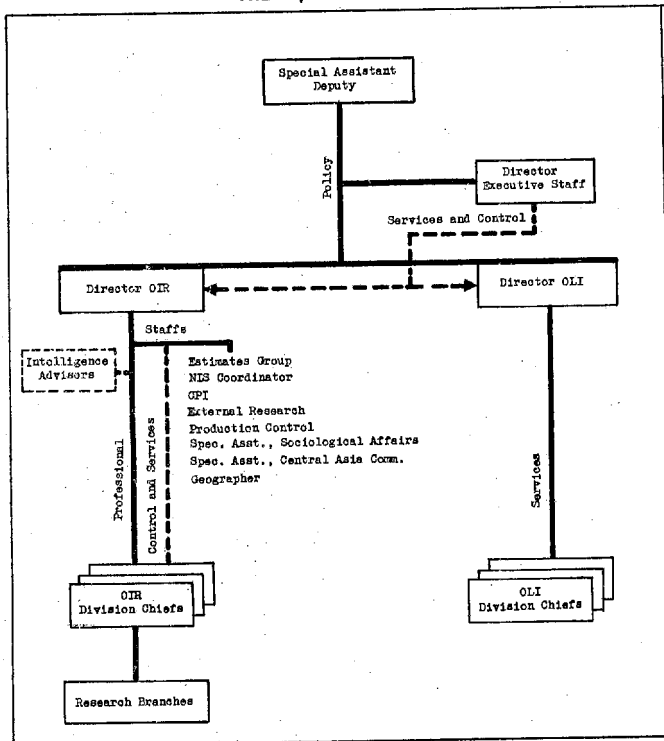 Special Assistant
Deputy
Policy
Director
Executive Staff
Services and Control
Director OIR
Director OLI
Staffs
Intelligence
Advisors
Estimates Group
NIS Coordinator
External Research
Production Control
Spec. Asst., Sociological Affairs
Spec. Asst., Central Asia Comm.
Geographer
Professional
Control and Services
Services
OIR
Division Chiefs
OLI
Division Chiefs
Research Branches